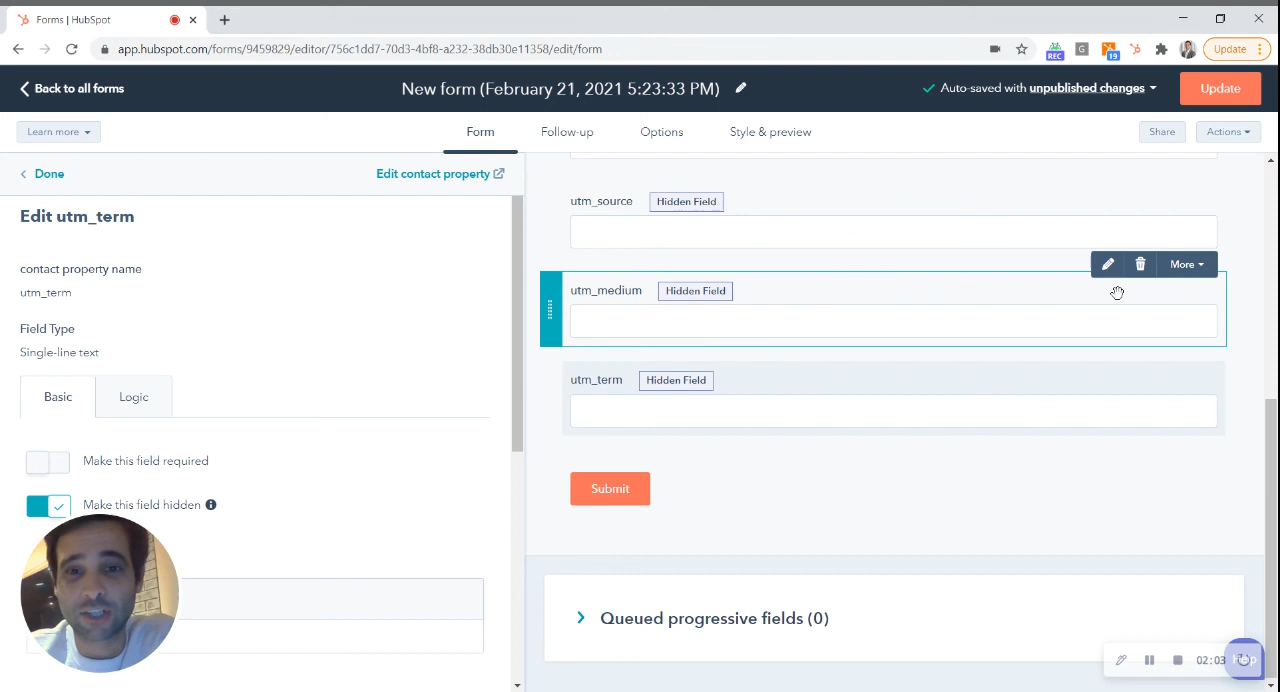 Forms | HubSpot
app.hubspot.com/forms/9459829/editor/756c1dd7-70d3-4bf8-a232-38db30e11358/edit/form
REC
G
19
Update
Back to all forms
New form (February 21, 2021 5:23:33 PM)
Auto-saved with unpublished changes
Update
Learn more
Form
Follow-up
Options
Style & preview
Share
Actions
Done
Edit contact property
Edit utm_term
contact property name
utm_term
Field Type
Single-line text
Basic
Logic
Make this field required
Make this field hidden
utm_source
Hidden Field
More
utm_medium
Hidden Field
utm_term
Hidden Field
Submit
Queued progressive fields (0)
02:03
Help